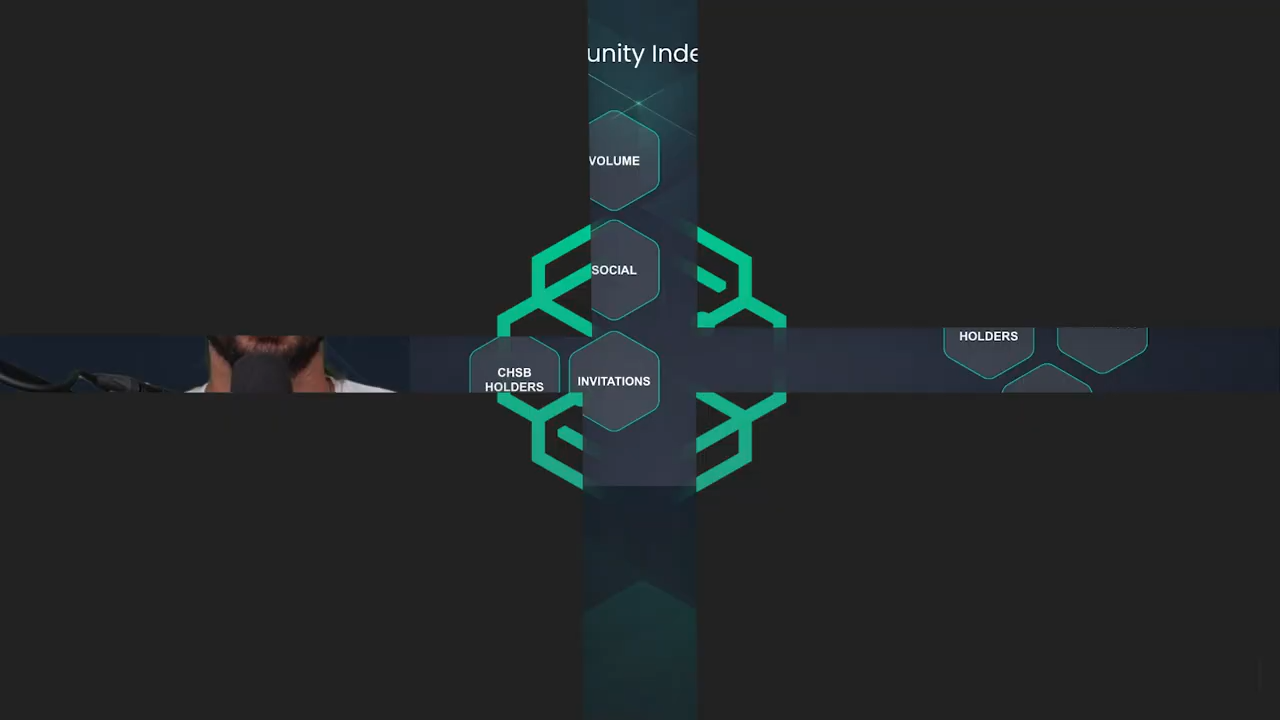 unity Inde
VOLUME
SOCIAL
HOLDERS
CHSB
HOLDERS
INVITATIONS